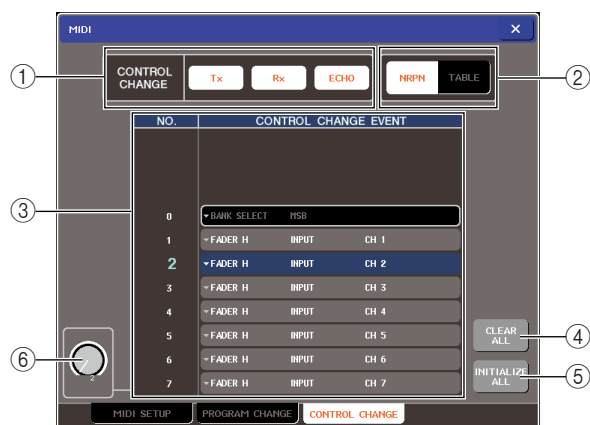 MIDI
×
① CONTROL CHANGE Tx Rx ECHO NRPN TABLE ②
NO. CONTROL CHANGE EVENT
③
0 BANK SELECT MSB
1 FADER H INPUT CH 1
2 FADER H INPUT CH 2
3 FADER H INPUT CH 3
4 FADER H INPUT CH 4
5 FADER H INPUT CH 5
6 FADER H INPUT CH 6
7 FADER H INPUT CH 7
CLEAR ALL ④
INITIALIZE ALL ⑤
⑥ 2
MIDI SETUP PROGRAM CHANGE CONTROL CHANGE